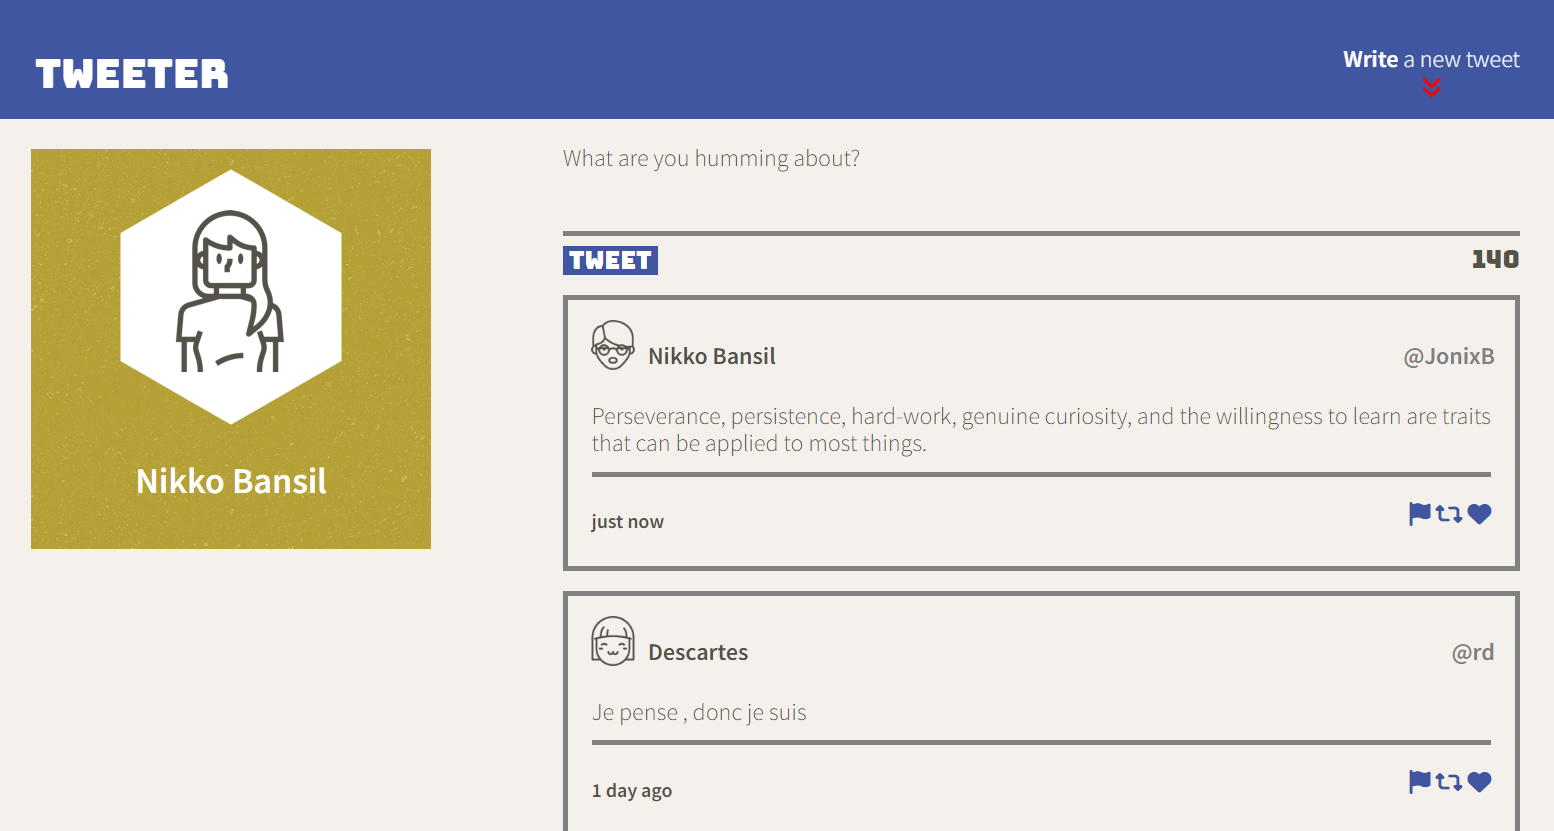 TWEETER
Write a new tweet
Nikko Bansil
What are you humming about?
TWEET
140
Nikko Bansil
@JonixB
Perseverance, persistence, hard-work, genuine curiosity, and the willingness to learn are traits
that can be applied to most things.
just now
Descartes
@rd
Je pense , donc je suis
1 day ago